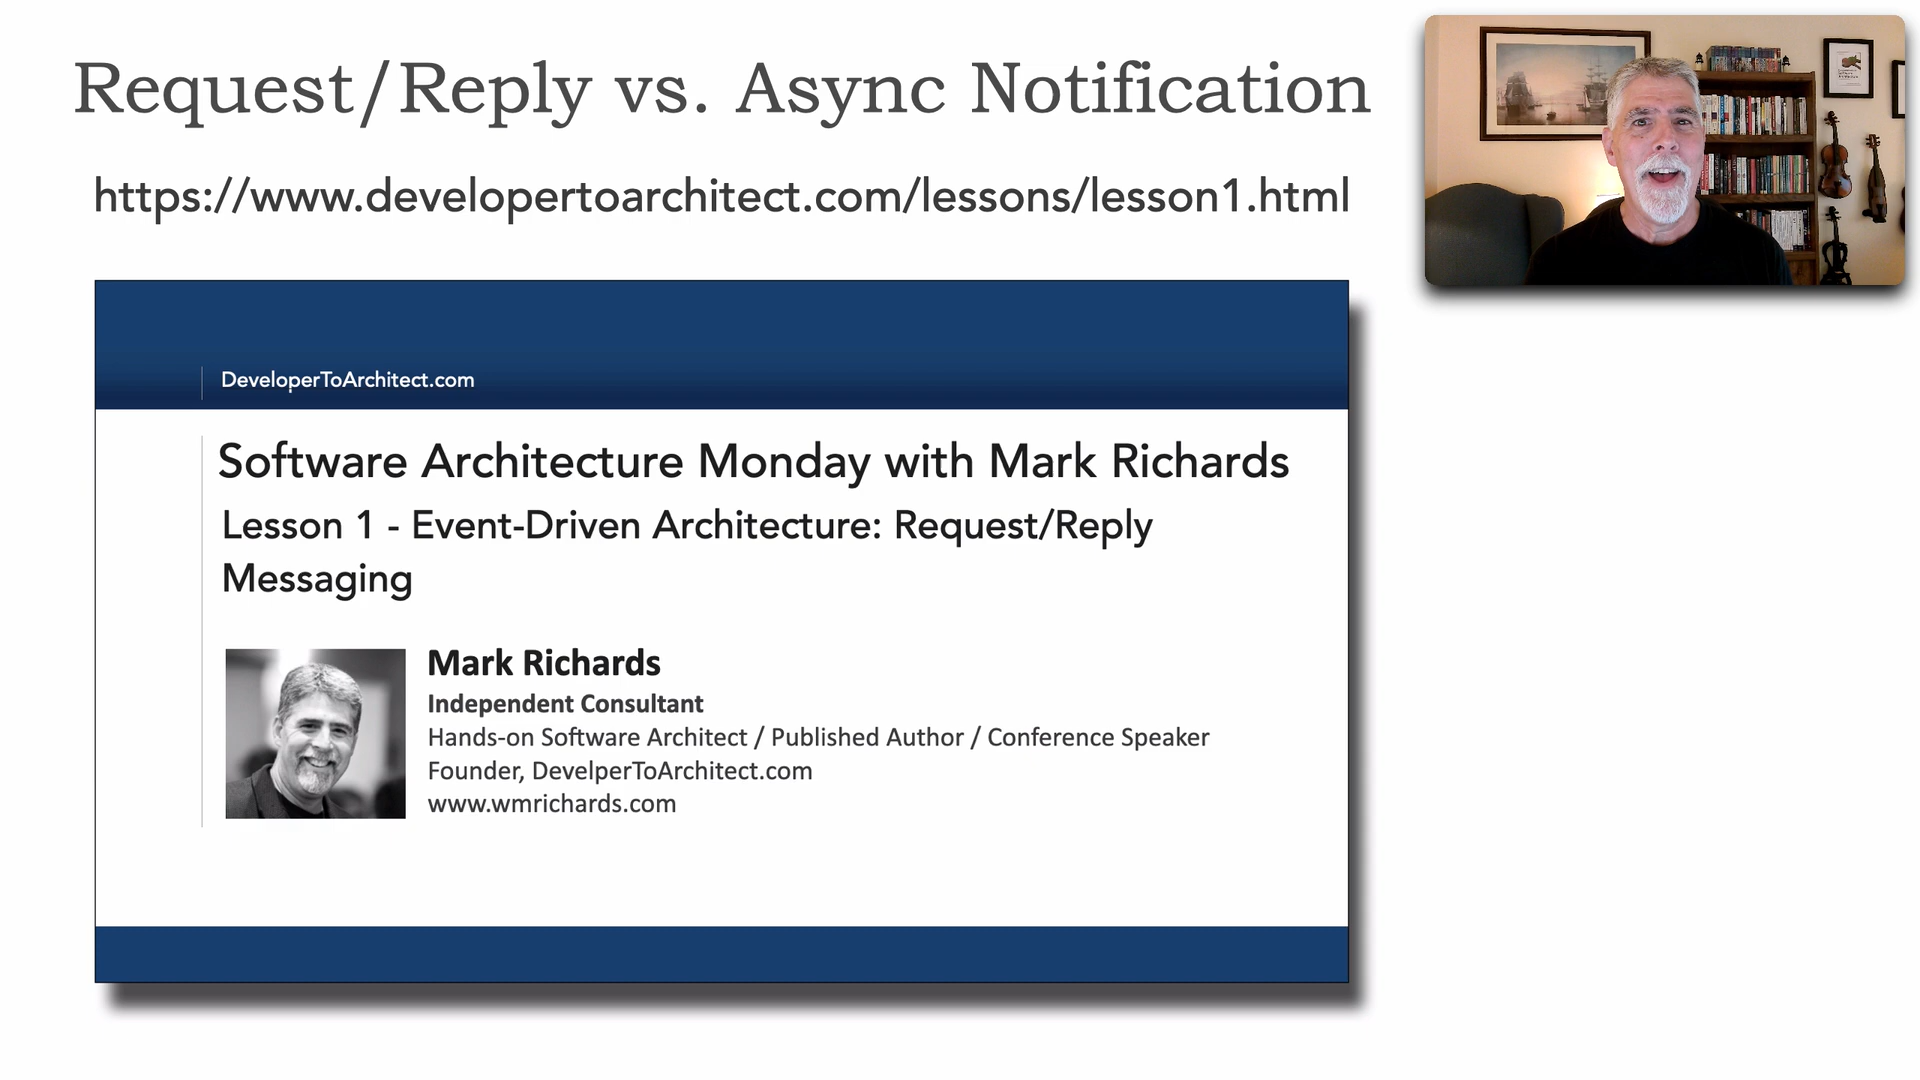 Request/Reply vs. Async Notification
https://www.developertoarchitect.com/lessons/lesson1.html
DeveloperToArchitect.com
Software Architecture Monday with Mark Richards
Lesson 1 - Event-Driven Architecture: Request/Reply
Messaging
Mark Richards
Independent Consultant
Hands-on Software Architect / Published Author / Conference Speaker
Founder, DevelperToArchitect.com
www.wmrichards.com